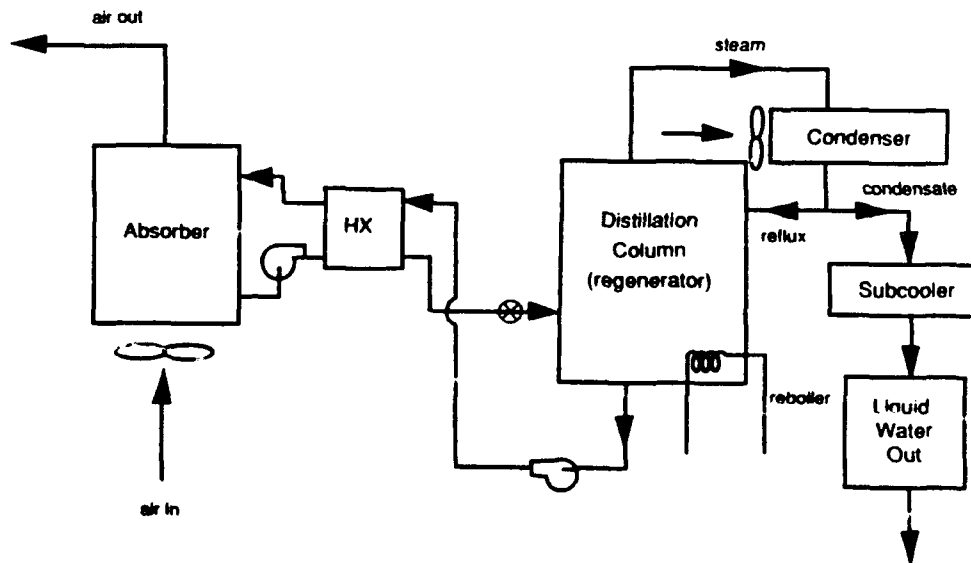 air out
steam
Condenser
condensate
Absorber
HX
Distillation
Column
(regenerator)
reflux
Subcooler
reboiler
Liquid
Water
Out
air in